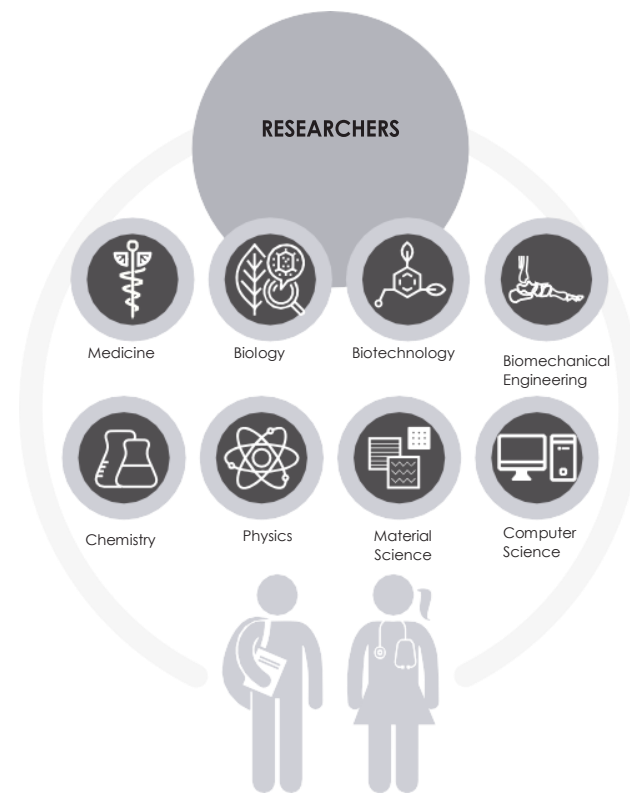 RESEARCHERS
Medicine
Biology
Biotechnology
Biomechanical
Engineering
Chemistry
Physics
Material
Science
Computer
Science